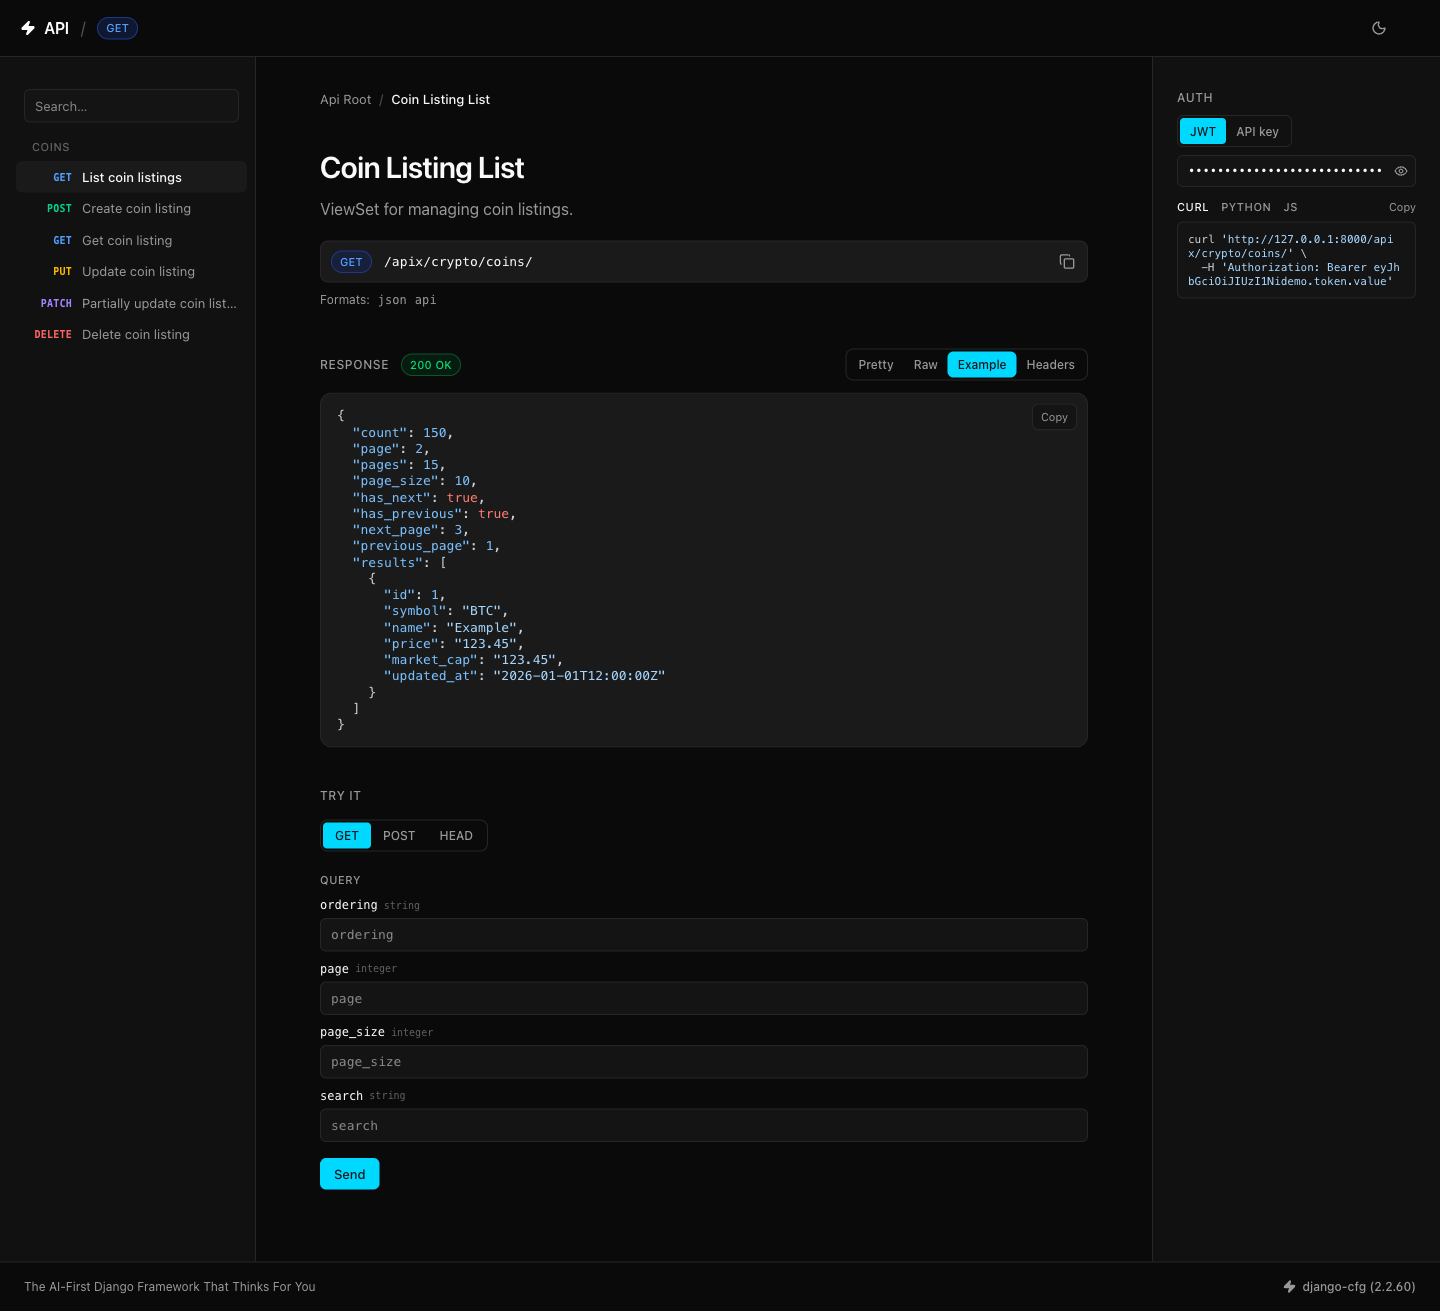 API / GET
Search...
COINS
GET List coin listings
POST Create coin listing
GET Get coin listing
PUT Update coin listing
PATCH Partially update coin list...
DELETE Delete coin listing
Api Root / Coin Listing List
Coin Listing List
ViewSet for managing coin listings.
GET /apix/crypto/coins/
Formats: json api
RESPONSE 200 OK Pretty Raw Example Headers
Copy
{
  "count": 150,
  "page": 2,
  "pages": 15,
  "page_size": 10,
  "has_next": true,
  "has_previous": true,
  "next_page": 3,
  "previous_page": 1,
  "results": [
    {
      "id": 1,
      "symbol": "BTC",
      "name": "Example",
      "price": "123.45",
      "market_cap": "123.45",
      "updated_at": "2026-01-01T12:00:00Z"
    }
  ]
}
TRY IT
GET POST HEAD
QUERY
ordering string
ordering
page integer
page
page_size integer
page_size
search string
search
Send
AUTH
JWT API key
•••••••••••••••••••••••••••
CURL PYTHON JS Copy
curl 'http://127.0.0.1:8000/api
x/crypto/coins/' \
  -H 'Authorization: Bearer eyJh
bGciOiJIUzI1Nidemo.token.value'
The AI-First Django Framework That Thinks For You
django-cfg (2.2.60)